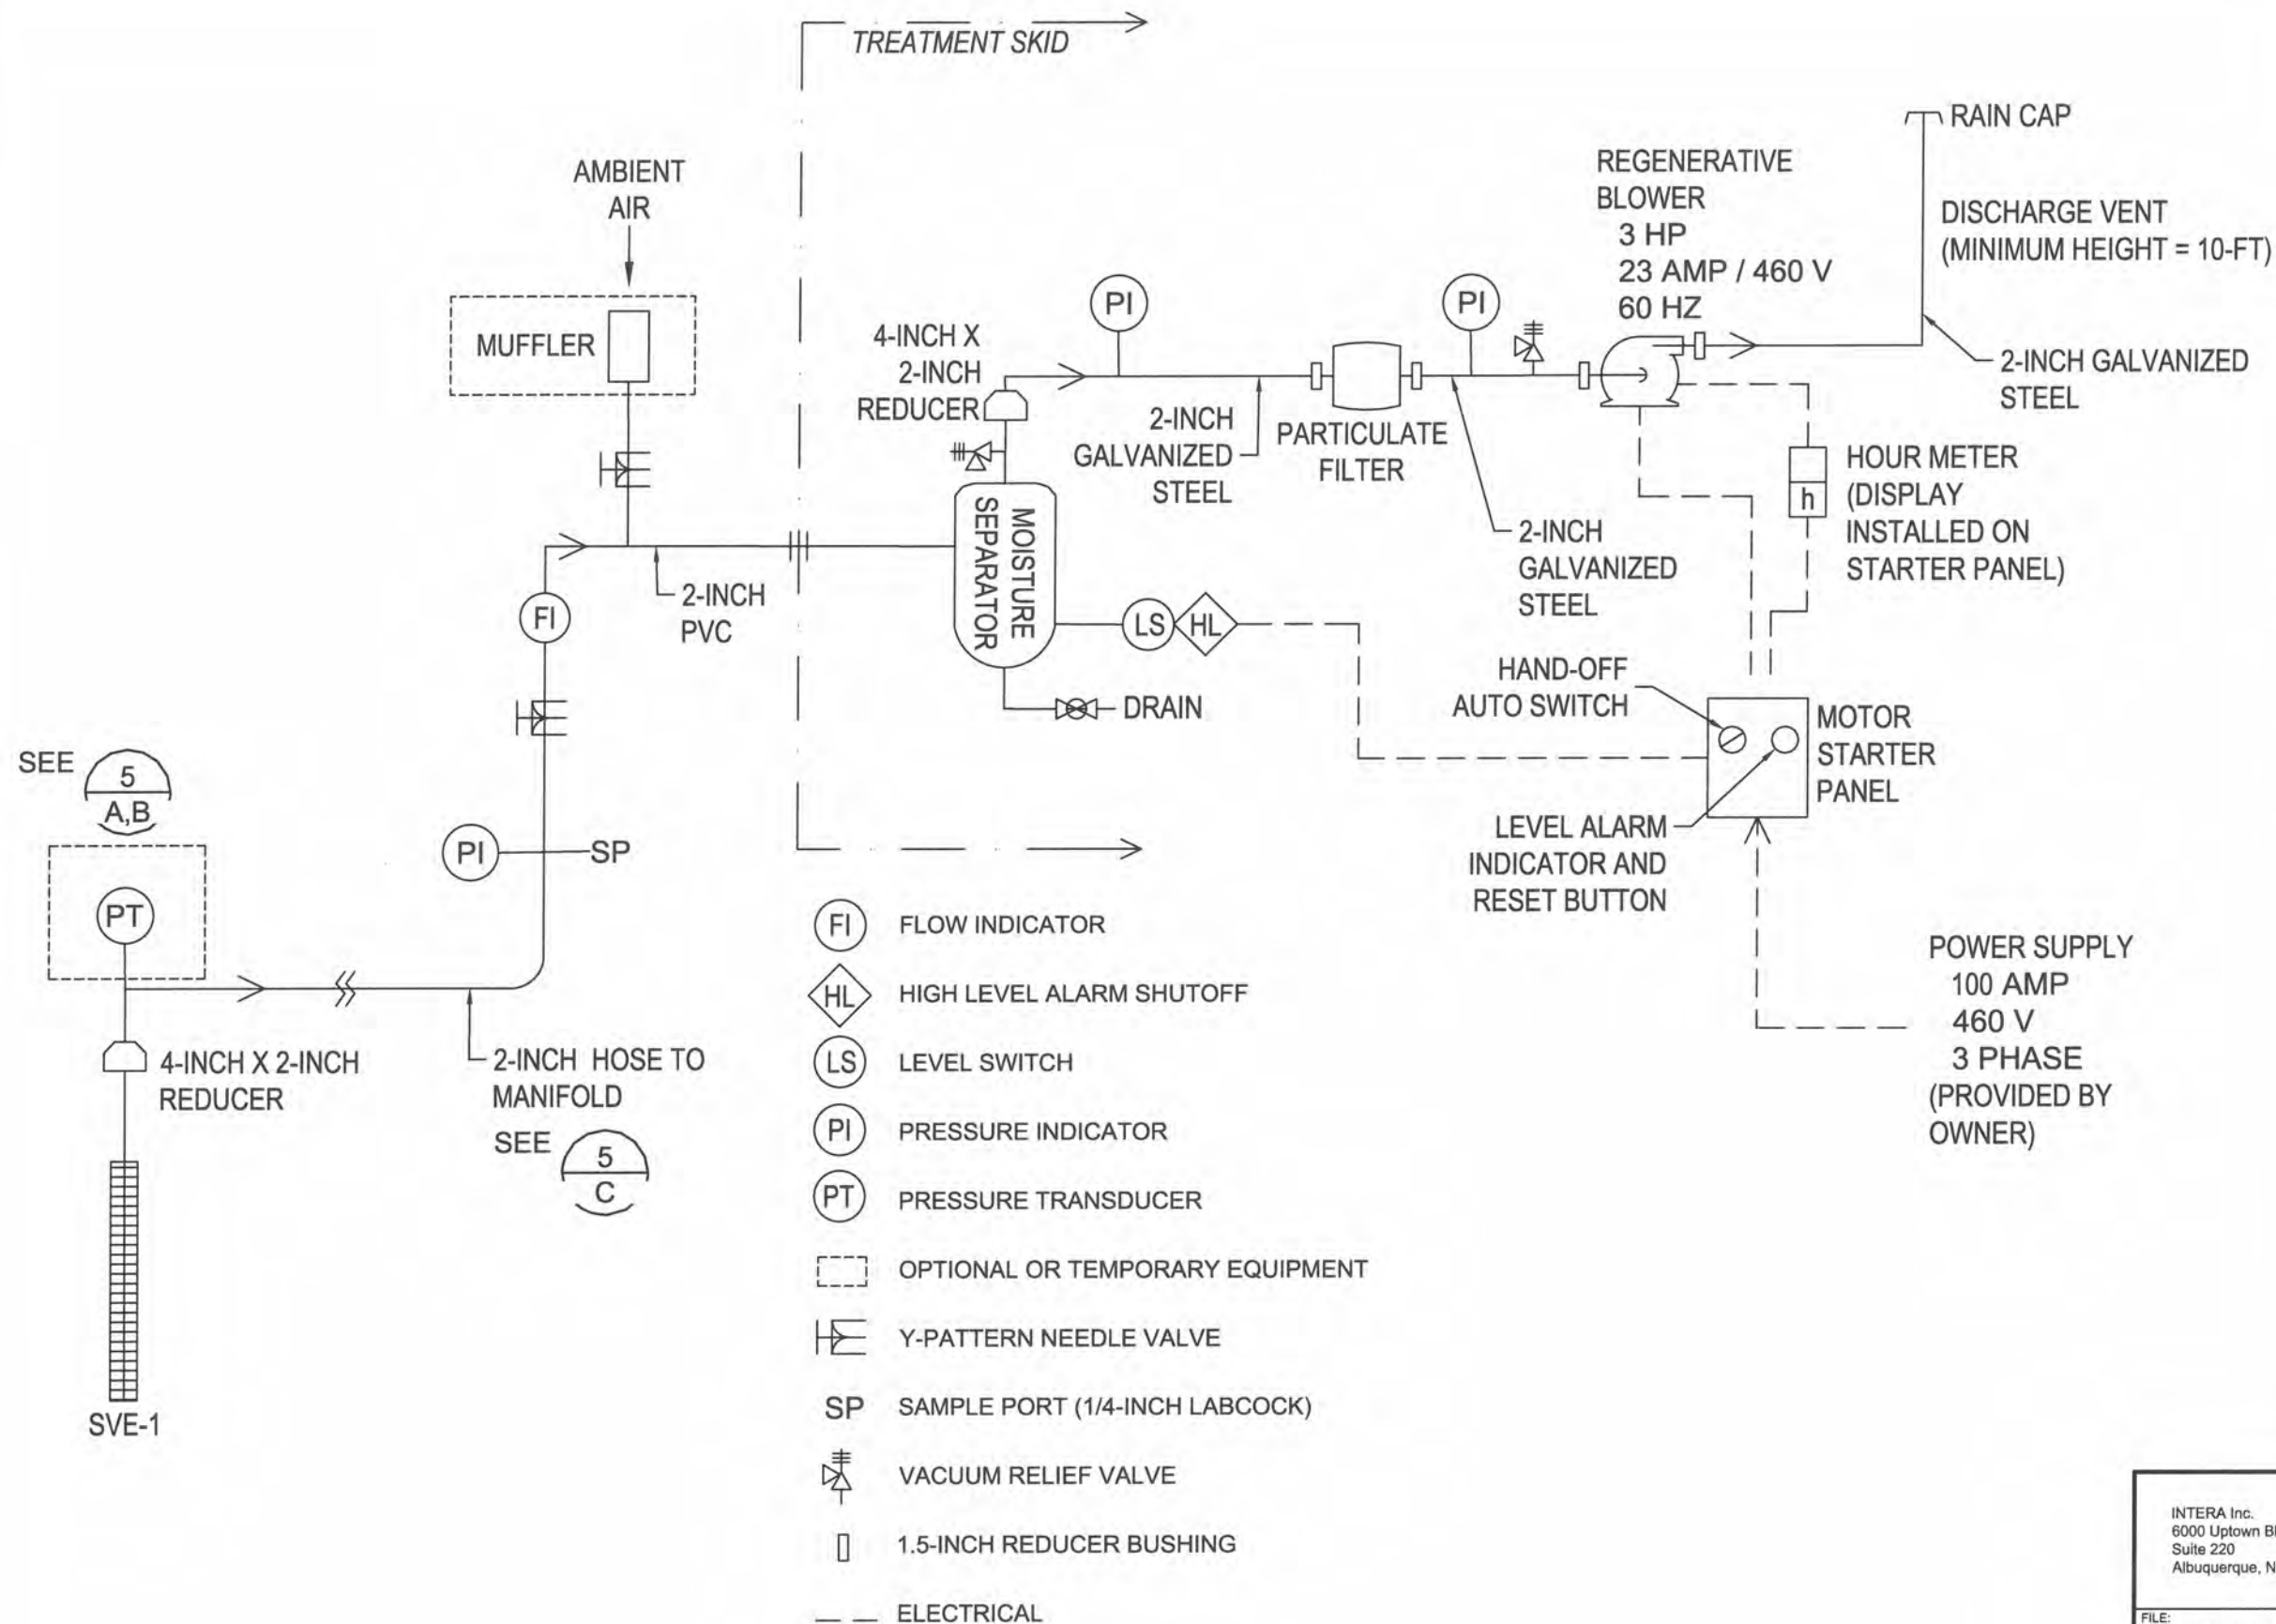 TREATMENT SKID
RAIN CAP
AMBIENT
AIR
REGENERATIVE
BLOWER
3 HP
23 AMP / 460 V
60 HZ
DISCHARGE VENT
(MINIMUM HEIGHT = 10-FT)
PI
PI
MUFFLER
4-INCH X
2-INCH
REDUCER
2-INCH GALVANIZED
STEEL
2-INCH
GALVANIZED
STEEL
PARTICULATE
FILTER
HOUR METER
(DISPLAY
INSTALLED ON
STARTER PANEL)
h
MOISTURE
SEPARATOR
2-INCH
GALVANIZED
STEEL
FI
2-INCH
PVC
LS
HL
DRAIN
HAND-OFF
AUTO SWITCH
MOTOR
STARTER
PANEL
SEE
5
A,B
LEVEL ALARM
INDICATOR AND
RESET BUTTON
PI
SP
PT
POWER SUPPLY
100 AMP
460 V
3 PHASE
(PROVIDED BY
OWNER)
4-INCH X 2-INCH
REDUCER
2-INCH HOSE TO
MANIFOLD
SEE
5
C
SVE-1
FI FLOW INDICATOR
HL HIGH LEVEL ALARM SHUTOFF
LS LEVEL SWITCH
PI PRESSURE INDICATOR
PT PRESSURE TRANSDUCER
OPTIONAL OR TEMPORARY EQUIPMENT
Y-PATTERN NEEDLE VALVE
SP SAMPLE PORT (1/4-INCH LABCOCK)
VACUUM RELIEF VALVE
1.5-INCH REDUCER BUSHING
ELECTRICAL
INTERA Inc.
6000 Uptown
Suite 220
Albuquerque,
FILE: